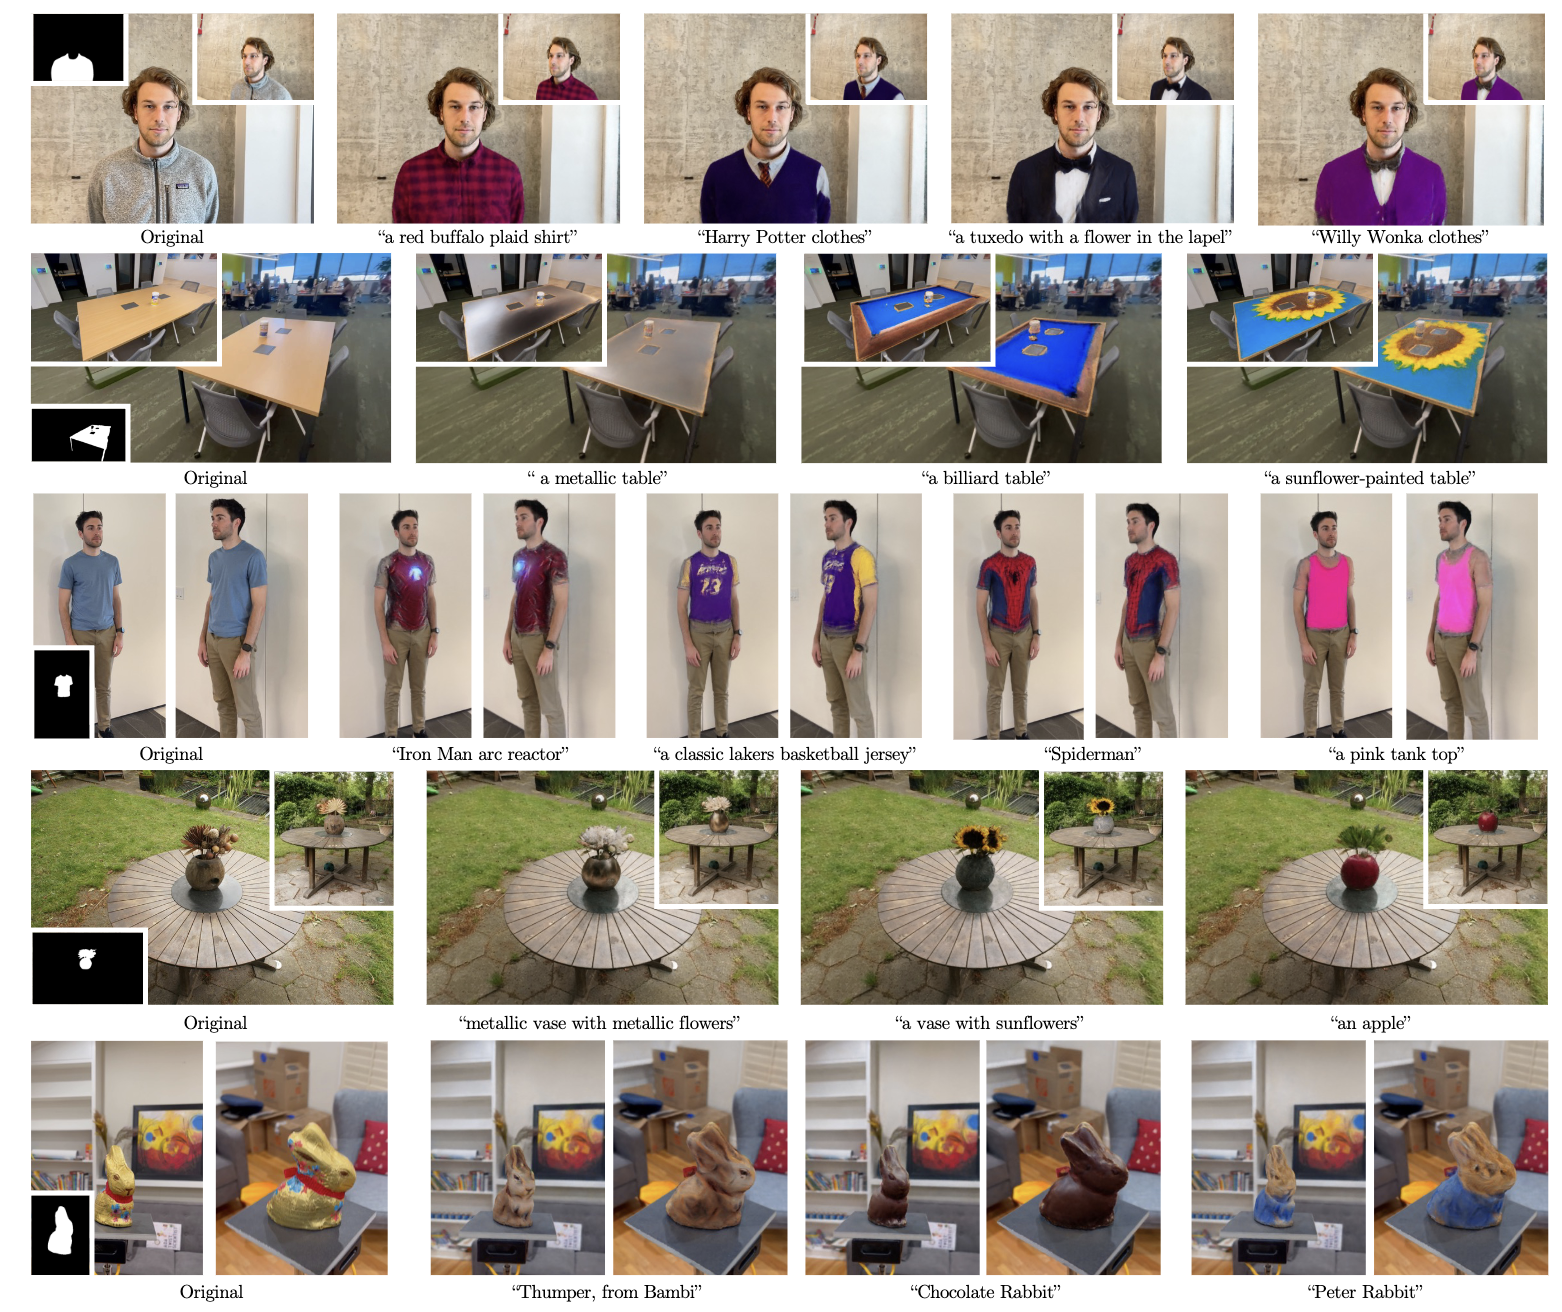 Original “a red buffalo plaid shirt” “Harry Potter clothes” “a tuxedo with a flower in the lapel” “Willy Wonka clothes”
Original “ a metallic table” “a billiard table” “a sunflower-painted table”
Original “Iron Man arc reactor” “a classic lakers basketball jersey” “Spiderman” “a pink tank top”
Original “metallic vase with metallic flowers” “a vase with sunflowers” “an apple”
Original “Thumper, from Bambi” “Chocolate Rabbit” “Peter Rabbit”